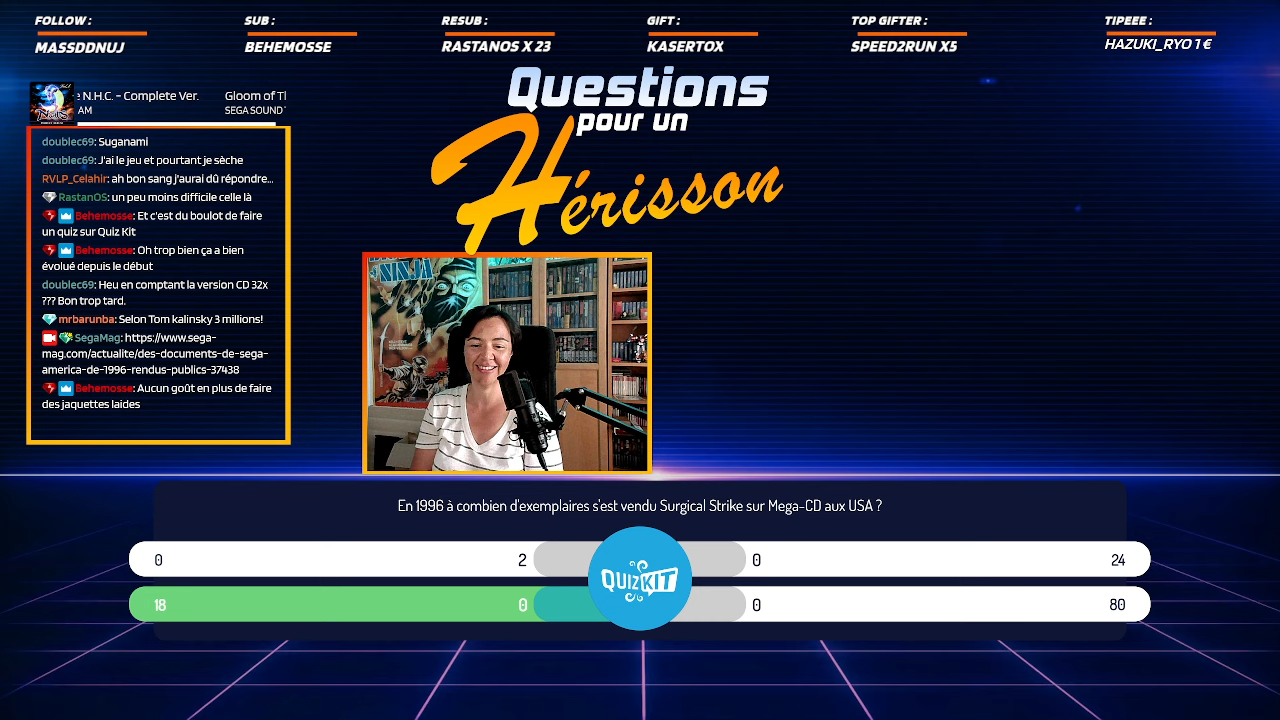 FOLLOW :
MASSDDNUJ
SUB :
BEHEMOSSE
RESUB :
RASTANOS X 23
GIFT :
KASERTOX
TOP GIFTER :
SPEED2RUN X5
TIPEEE :
HAZUKI_RYO 1 €
Questions
pour un
Hérisson
e N.H.C. - Complete Ver.
AM
Gloom of Tl
SEGA SOUND
doublec69: Suganami
doublec69: J'ai le jeu et pourtant je sèche
RVLP_Celahir: ah bon sang j'aurai dû répondre...
RastanOS: un peu moins difficile celle là
Behemosse: Et c'est du boulot de faire
un quiz sur Quiz Kit
Behemosse: Oh trop bien ça a bien
évolué depuis le début
doublec69: Heu en comptant la version CD 32x
??? Bon trop tard.
mrbarunba: Selon Tom kalinsky 3 millions!
SegaMag: https://www.sega-
mag.com/actualite/des-documents-de-sega-
america-de-1996-rendus-publics-37438
Behemosse: Aucun goût en plus de faire
des jaquettes laides
NINJA
En 1996 à combien d'exemplaires s'est vendu Surgical Strike sur Mega-CD aux USA ?
0 2
0 24
18 0
0 80
QUIZ KIT